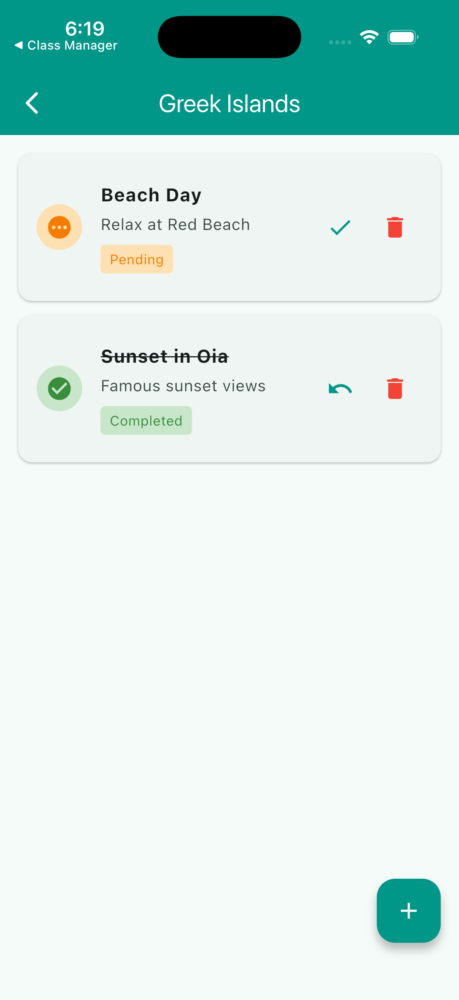 6:19
Class Manager
Greek Islands
Beach Day
Relax at Red Beach
Pending
Sunset in Oia
Famous sunset views
Completed